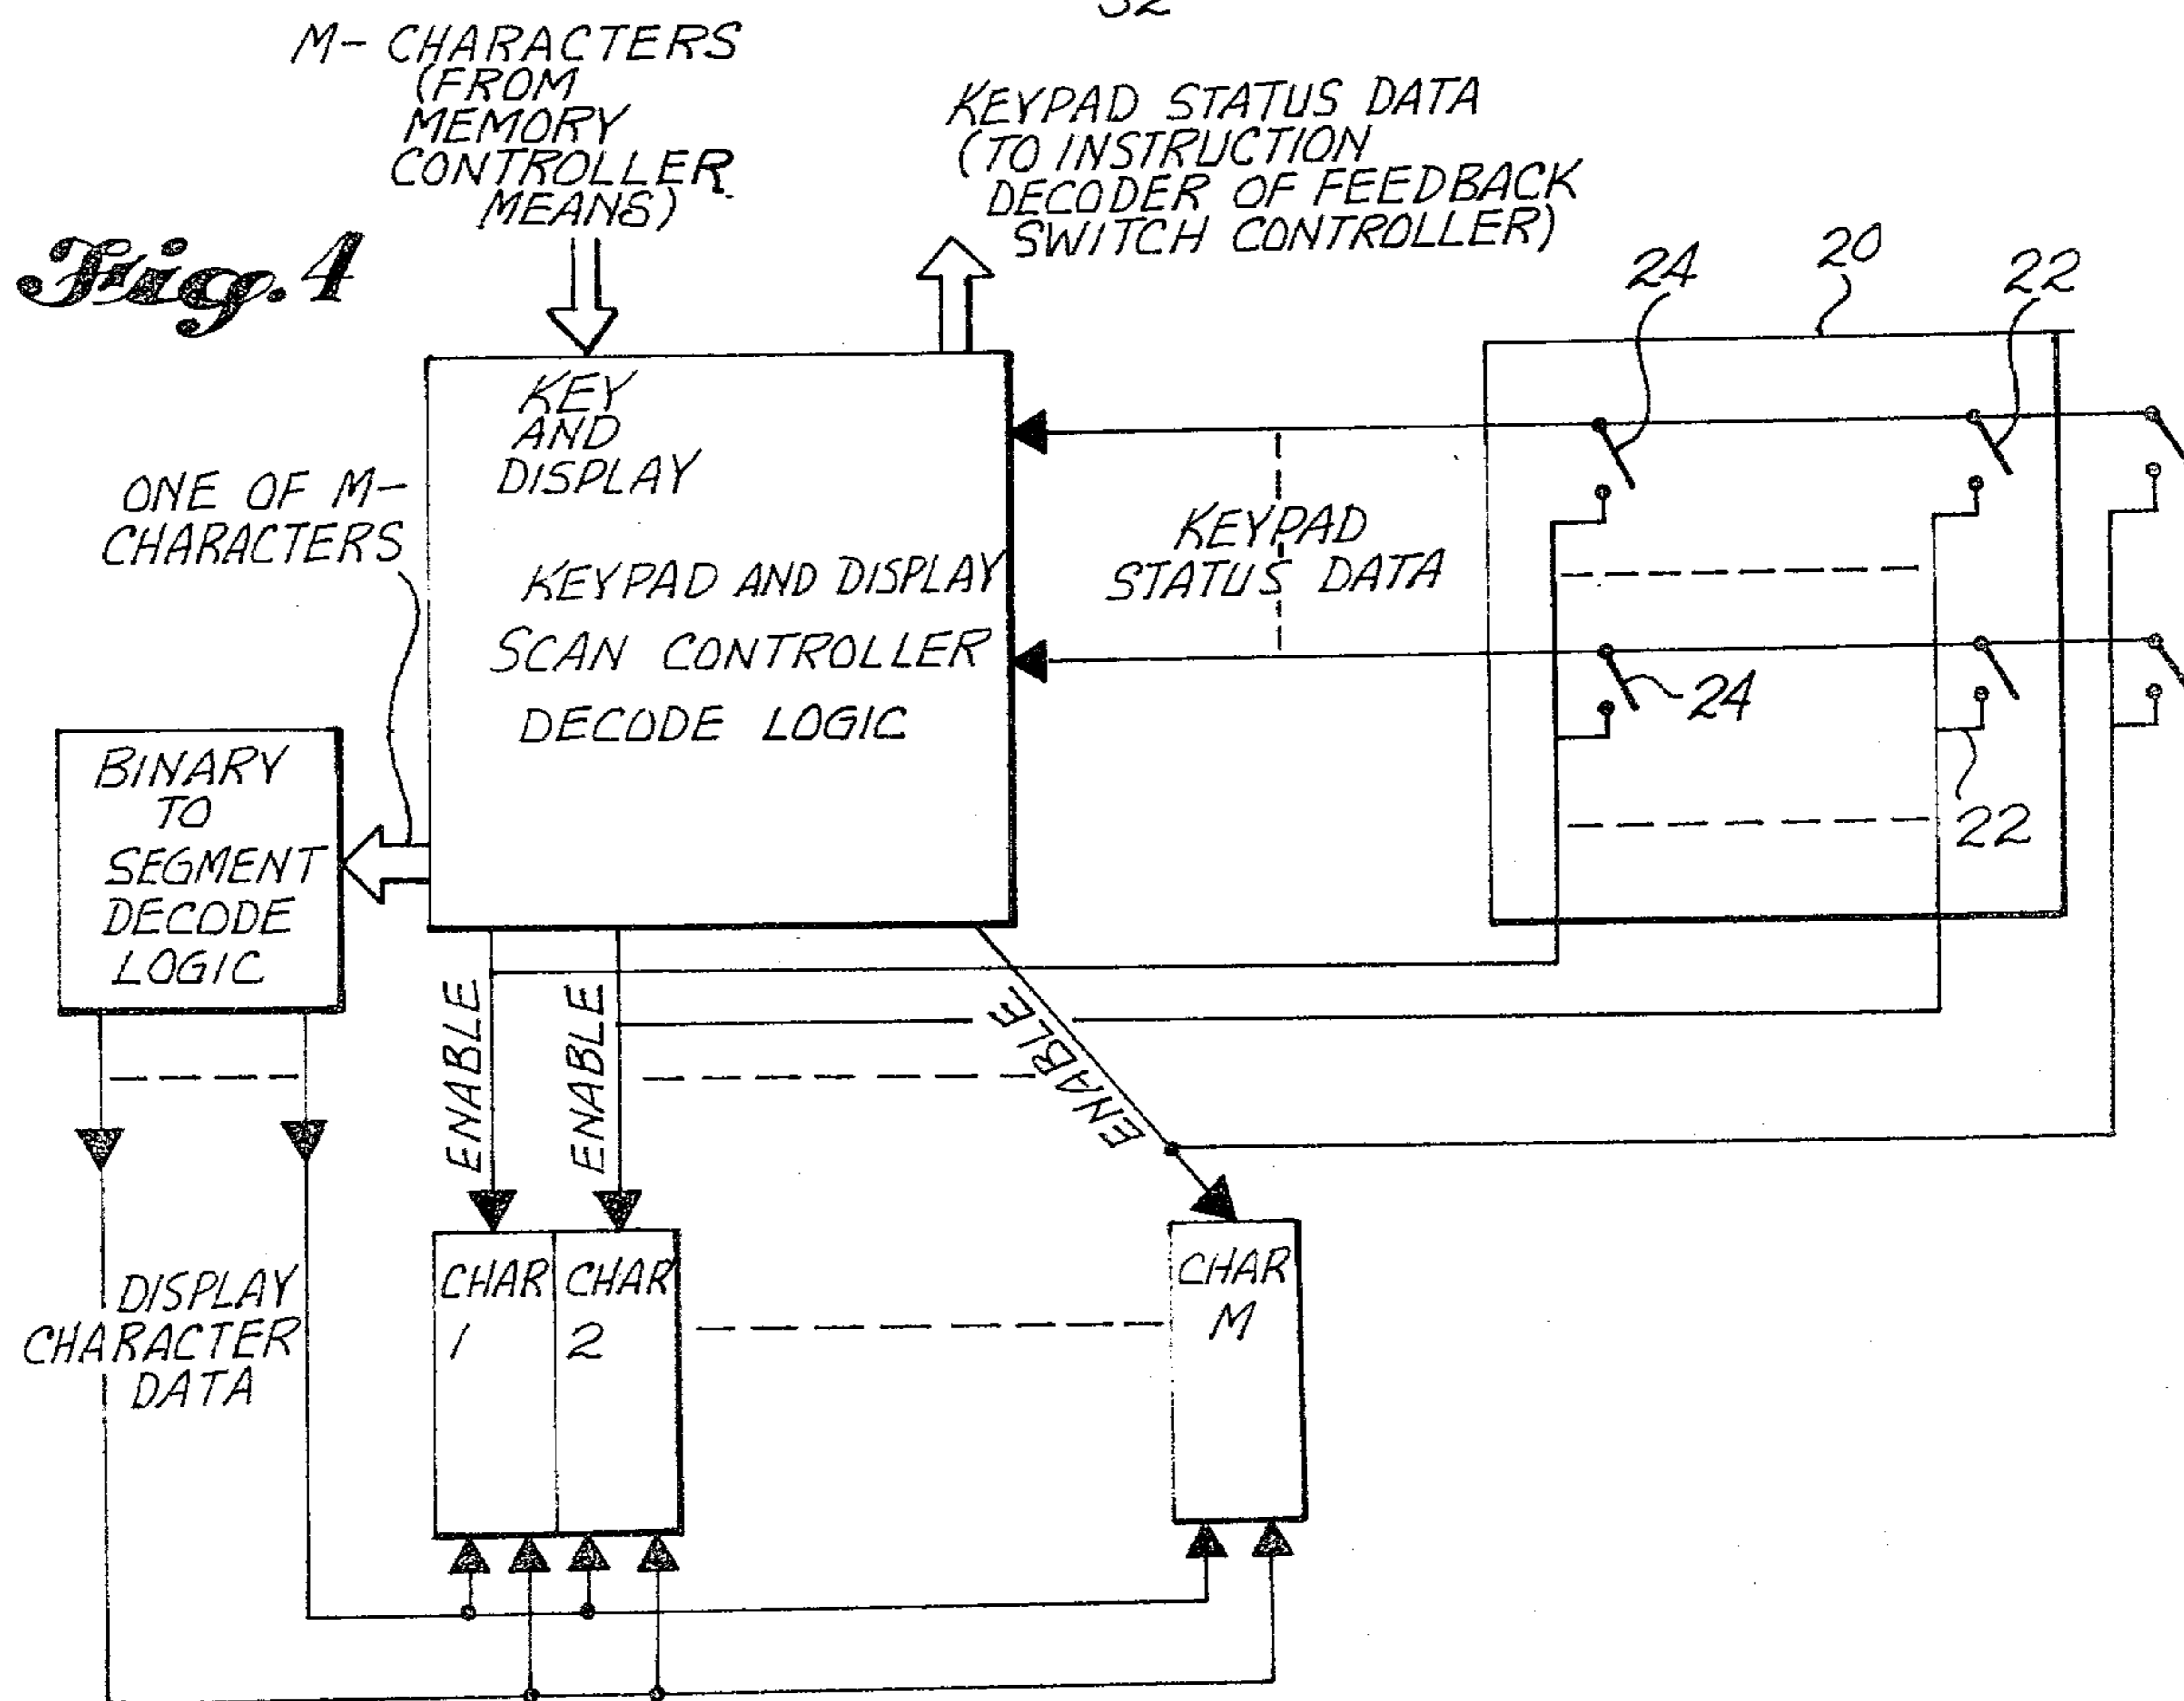 32
M- CHARACTERS
(FROM
MEMORY
CONTROLLER
MEANS)
KEYPAD STATUS DATA
(TO INSTRUCTION
DECODER OF FEEDBACK
SWITCH CONTROLLER)
Fig. 4
24
20
22
KEY
AND
DISPLAY
KEYPAD AND DISPLAY
SCAN CONTROLLER
DECODE LOGIC
ONE OF M-
CHARACTERS
KEYPAD
STATUS DATA
24
22
BINARY
TO
SEGMENT
DECODE
LOGIC
ENABLE
ENABLE
ENABLE
DISPLAY
CHARACTER
DATA
CHAR
1
CHAR
2
CHAR
M